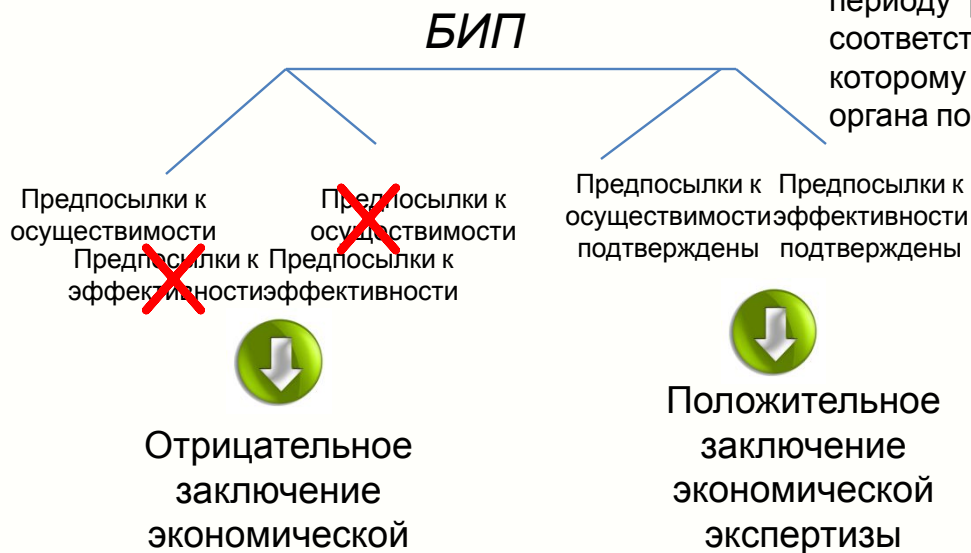 БИП
периоду
соответст
которому
органа по
Предпосылки к
осуществимости
Предпосылки к
эффективности
Предпосылки к
осуществимости
Предпосылки к
эффективности
Отрицательное
заключение
экономической
Предпосылки к
осуществимости
подтверждены
Предпосылки к
эффективности
подтверждены
Положительное
заключение
экономической
экспертизы